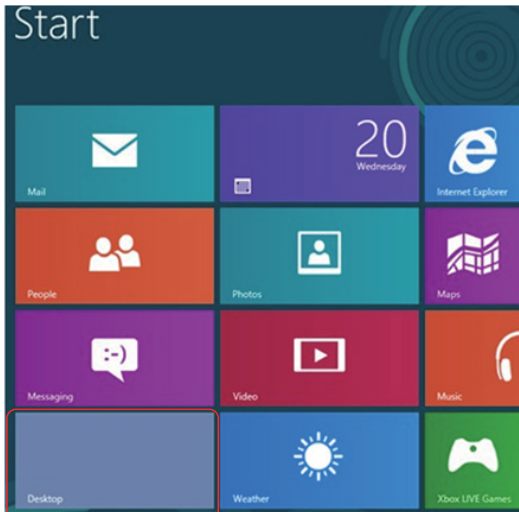 Start
Mail
20
Wednesday
Internet Explorer
People
Photos
Maps
Messaging
:-)
Video
Music
Desktop
Weather
Xbox LIVE Games